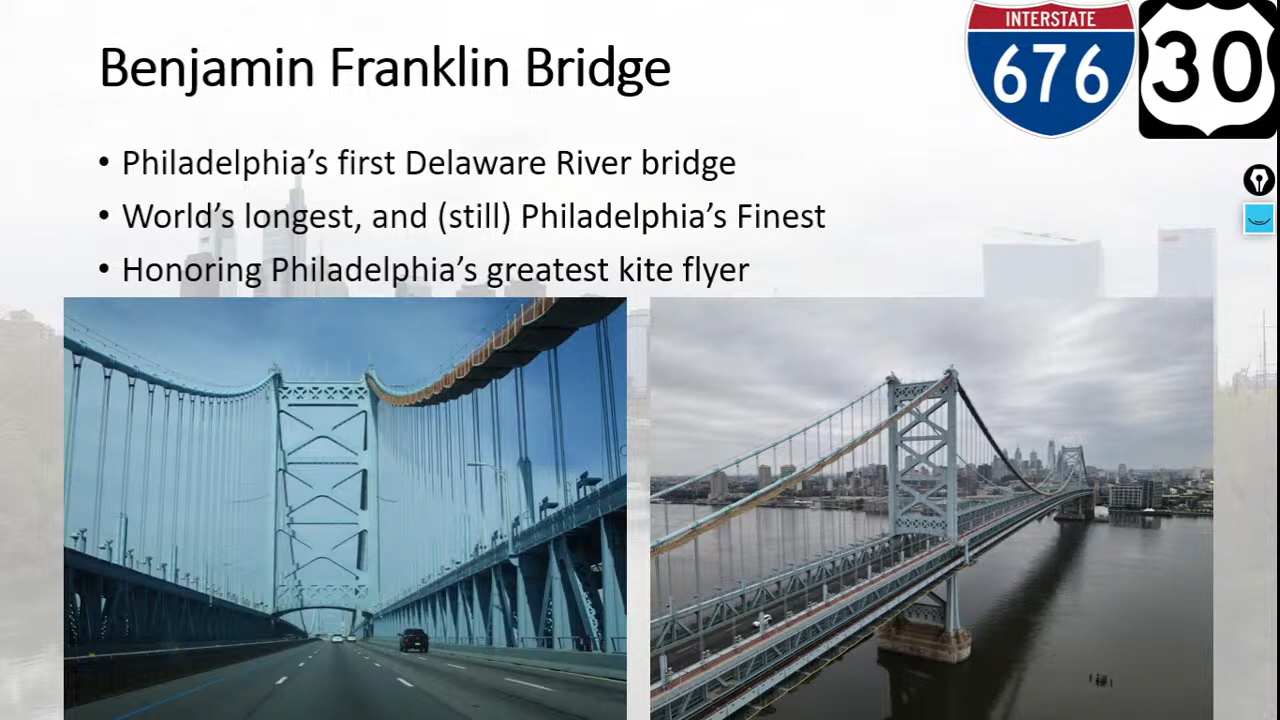 INTERSTATE
676
30
Benjamin Franklin Bridge
• Philadelphia’s first Delaware River bridge
• World’s longest, and (still) Philadelphia’s Finest
• Honoring Philadelphia’s greatest kite flyer